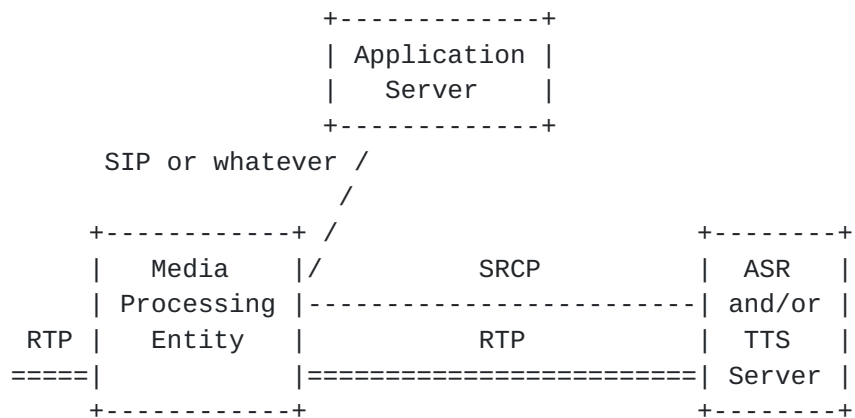 +-------------+
| Application |
|   Server    |
+-------------+
SIP or whatever /
/
+------------+ /                       +--------+
|   Media    |/          SRCP          |  ASR   |
| Processing |-------------------------| and/or |
RTP |   Entity   |           RTP           |  TTS   |
=====|            |=========================| Server |
+------------+                         +--------+